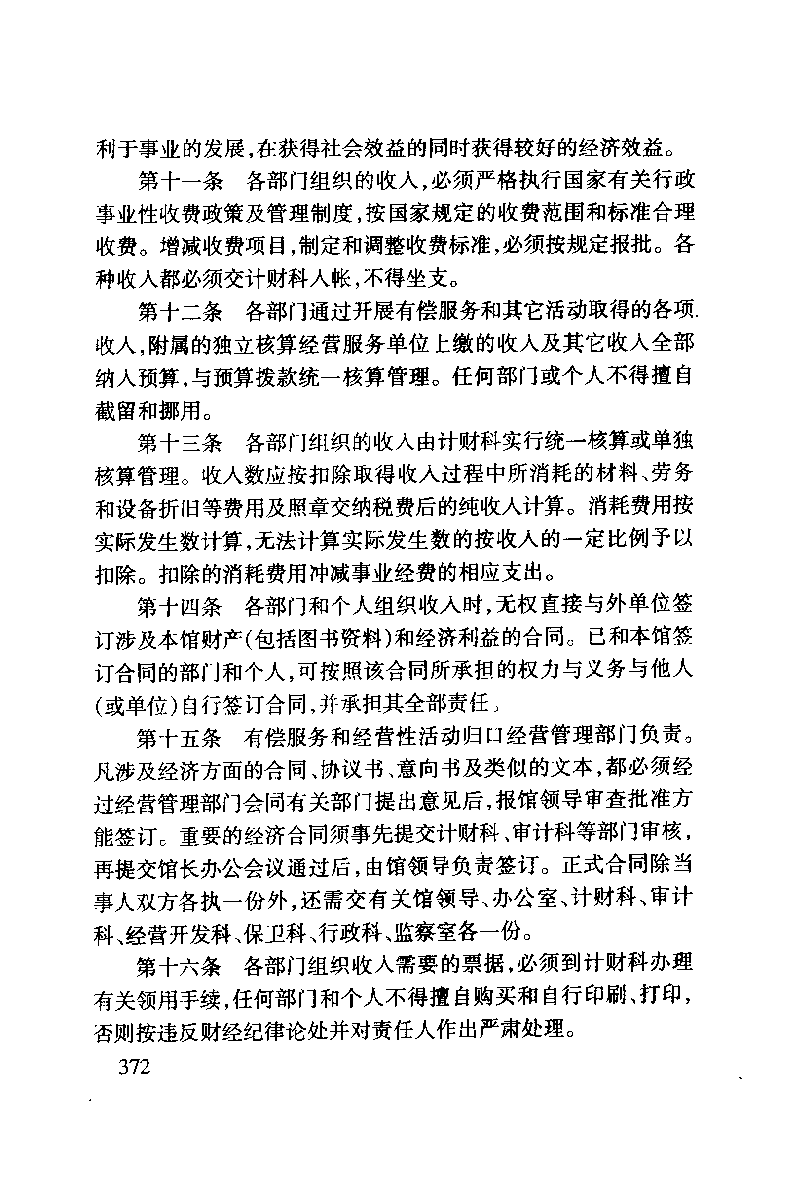 利于事业的发展,在获得社会效益的同时获得较好的经济效益。
第十一条　各部门组织的收入,必须严格执行国家有关行政
事业性收费政策及管理制度,按国家规定的收费范围和标准合理
收费。增减收费项目,制定和调整收费标准,必须按规定报批。各
种收入都必须交计财科入帐,不得坐支。
第十二条　各部门通过开展有偿服务和其它活动取得的各项
收入,附属的独立核算经营服务单位上缴的收入及其它收入全部
纳入预算,与预算拨款统一核算管理。任何部门或个人不得擅自
截留和挪用。
第十三条　各部门组织的收入由计财科实行统一核算或单独
核算管理。收入数应按扣除取得收入过程中所消耗的材料、劳务
和设备折旧等费用及照章交纳税费后的纯收入计算。消耗费用按
实际发生数计算,无法计算实际发生数的按收入的一定比例予以
扣除。扣除的消耗费用冲减事业经费的相应支出。
第十四条　各部门和个人组织收入时,无权直接与外单位签
订涉及本馆财产(包括图书资料)和经济利益的合同。已和本馆签
订合同的部门和个人,可按照该合同所承担的权力与义务与他人
(或单位)自行签订合同,并承担其全部责任。
第十五条　有偿服务和经营性活动归口经营管理部门负责。
凡涉及经济方面的合同、协议书、意向书及类似的文本,都必须经
过经营管理部门会同有关部门提出意见后,报馆领导审查批准方
能签订。重要的经济合同须事先提交计财科、审计科等部门审核,
再提交馆长办公会议通过后,由馆领导负责签订。正式合同除当
事人双方各执一份外,还需交有关馆领导、办公室、计财科、审计
科、经营开发科、保卫科、行政科、监察室各一份。
第十六条　各部门组织收入需要的票据,必须到计财科办理
有关领用手续,任何部门和个人不得擅自购买和自行印刷、打印,
否则按违反财经纪律论处并对责任人作出严肃处理。
372